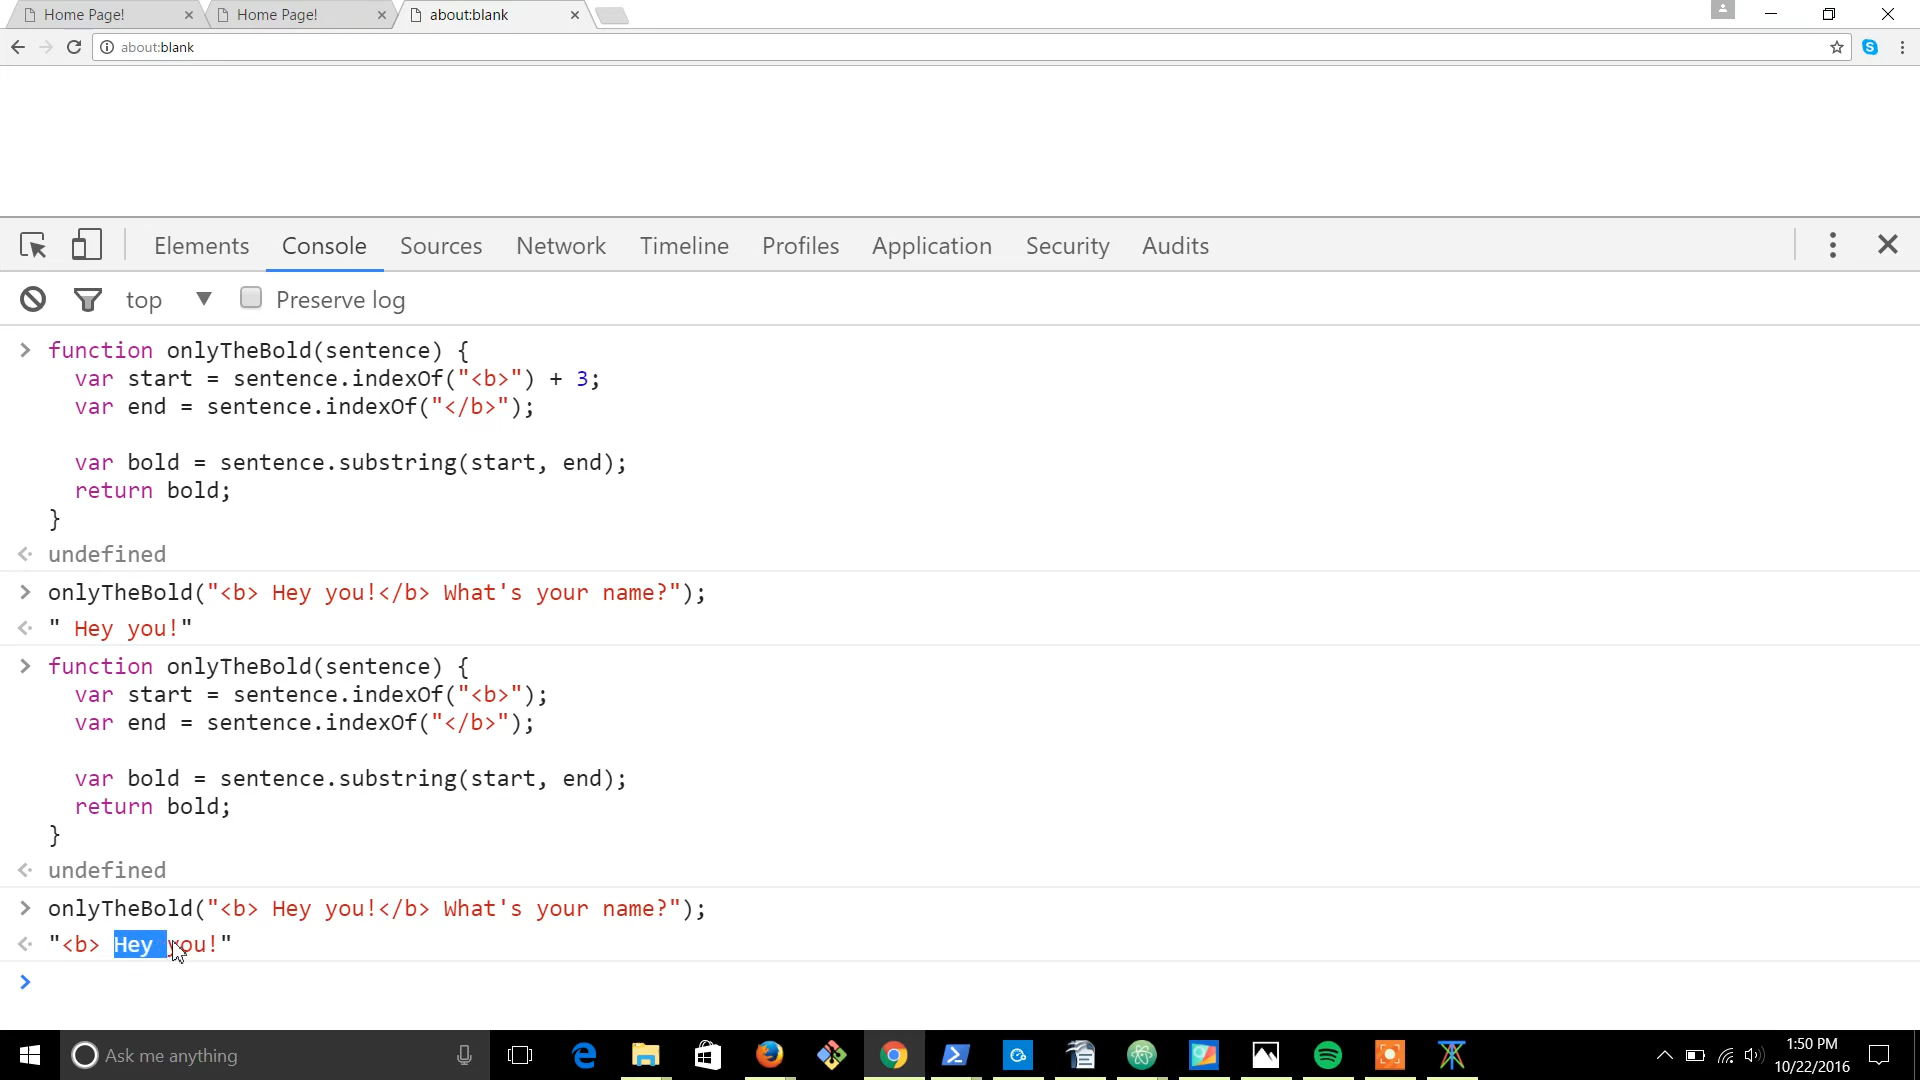 Home Page!
Home Page!
about:blank
about:blank
Elements Console Sources Network Timeline Profiles Application Security Audits
top Preserve log
function onlyTheBold(sentence) {
var start = sentence.indexOf("<b>") + 3;
var end = sentence.indexOf("</b>");
var bold = sentence.substring(start, end);
return bold;
}
undefined
onlyTheBold("<b> Hey you!</b> What's your name?");
" Hey you!"
function onlyTheBold(sentence) {
var start = sentence.indexOf("<b>");
var end = sentence.indexOf("</b>");
var bold = sentence.substring(start, end);
return bold;
}
undefined
onlyTheBold("<b> Hey you!</b> What's your name?");
"<b> Hey you!"
Ask me anything
1:50 PM
10/22/2016